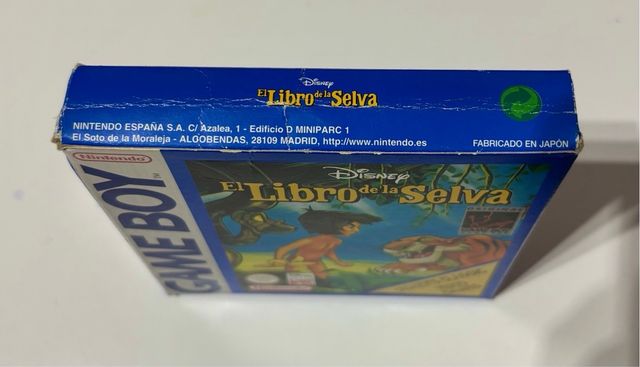 Disney
El Libro de la Selva
NINTENDO ESPAÑA S.A. C/ Azalea, 1 - Edificio D MINIPARC 1
El Soto de la Moraleja - ALCOBENDAS, 28109 MADRID, http://www.nintendo.es
FABRICADO EN JAPÓN
Nintendo
GAME BOY TM
Disney
El Libro de la Selva